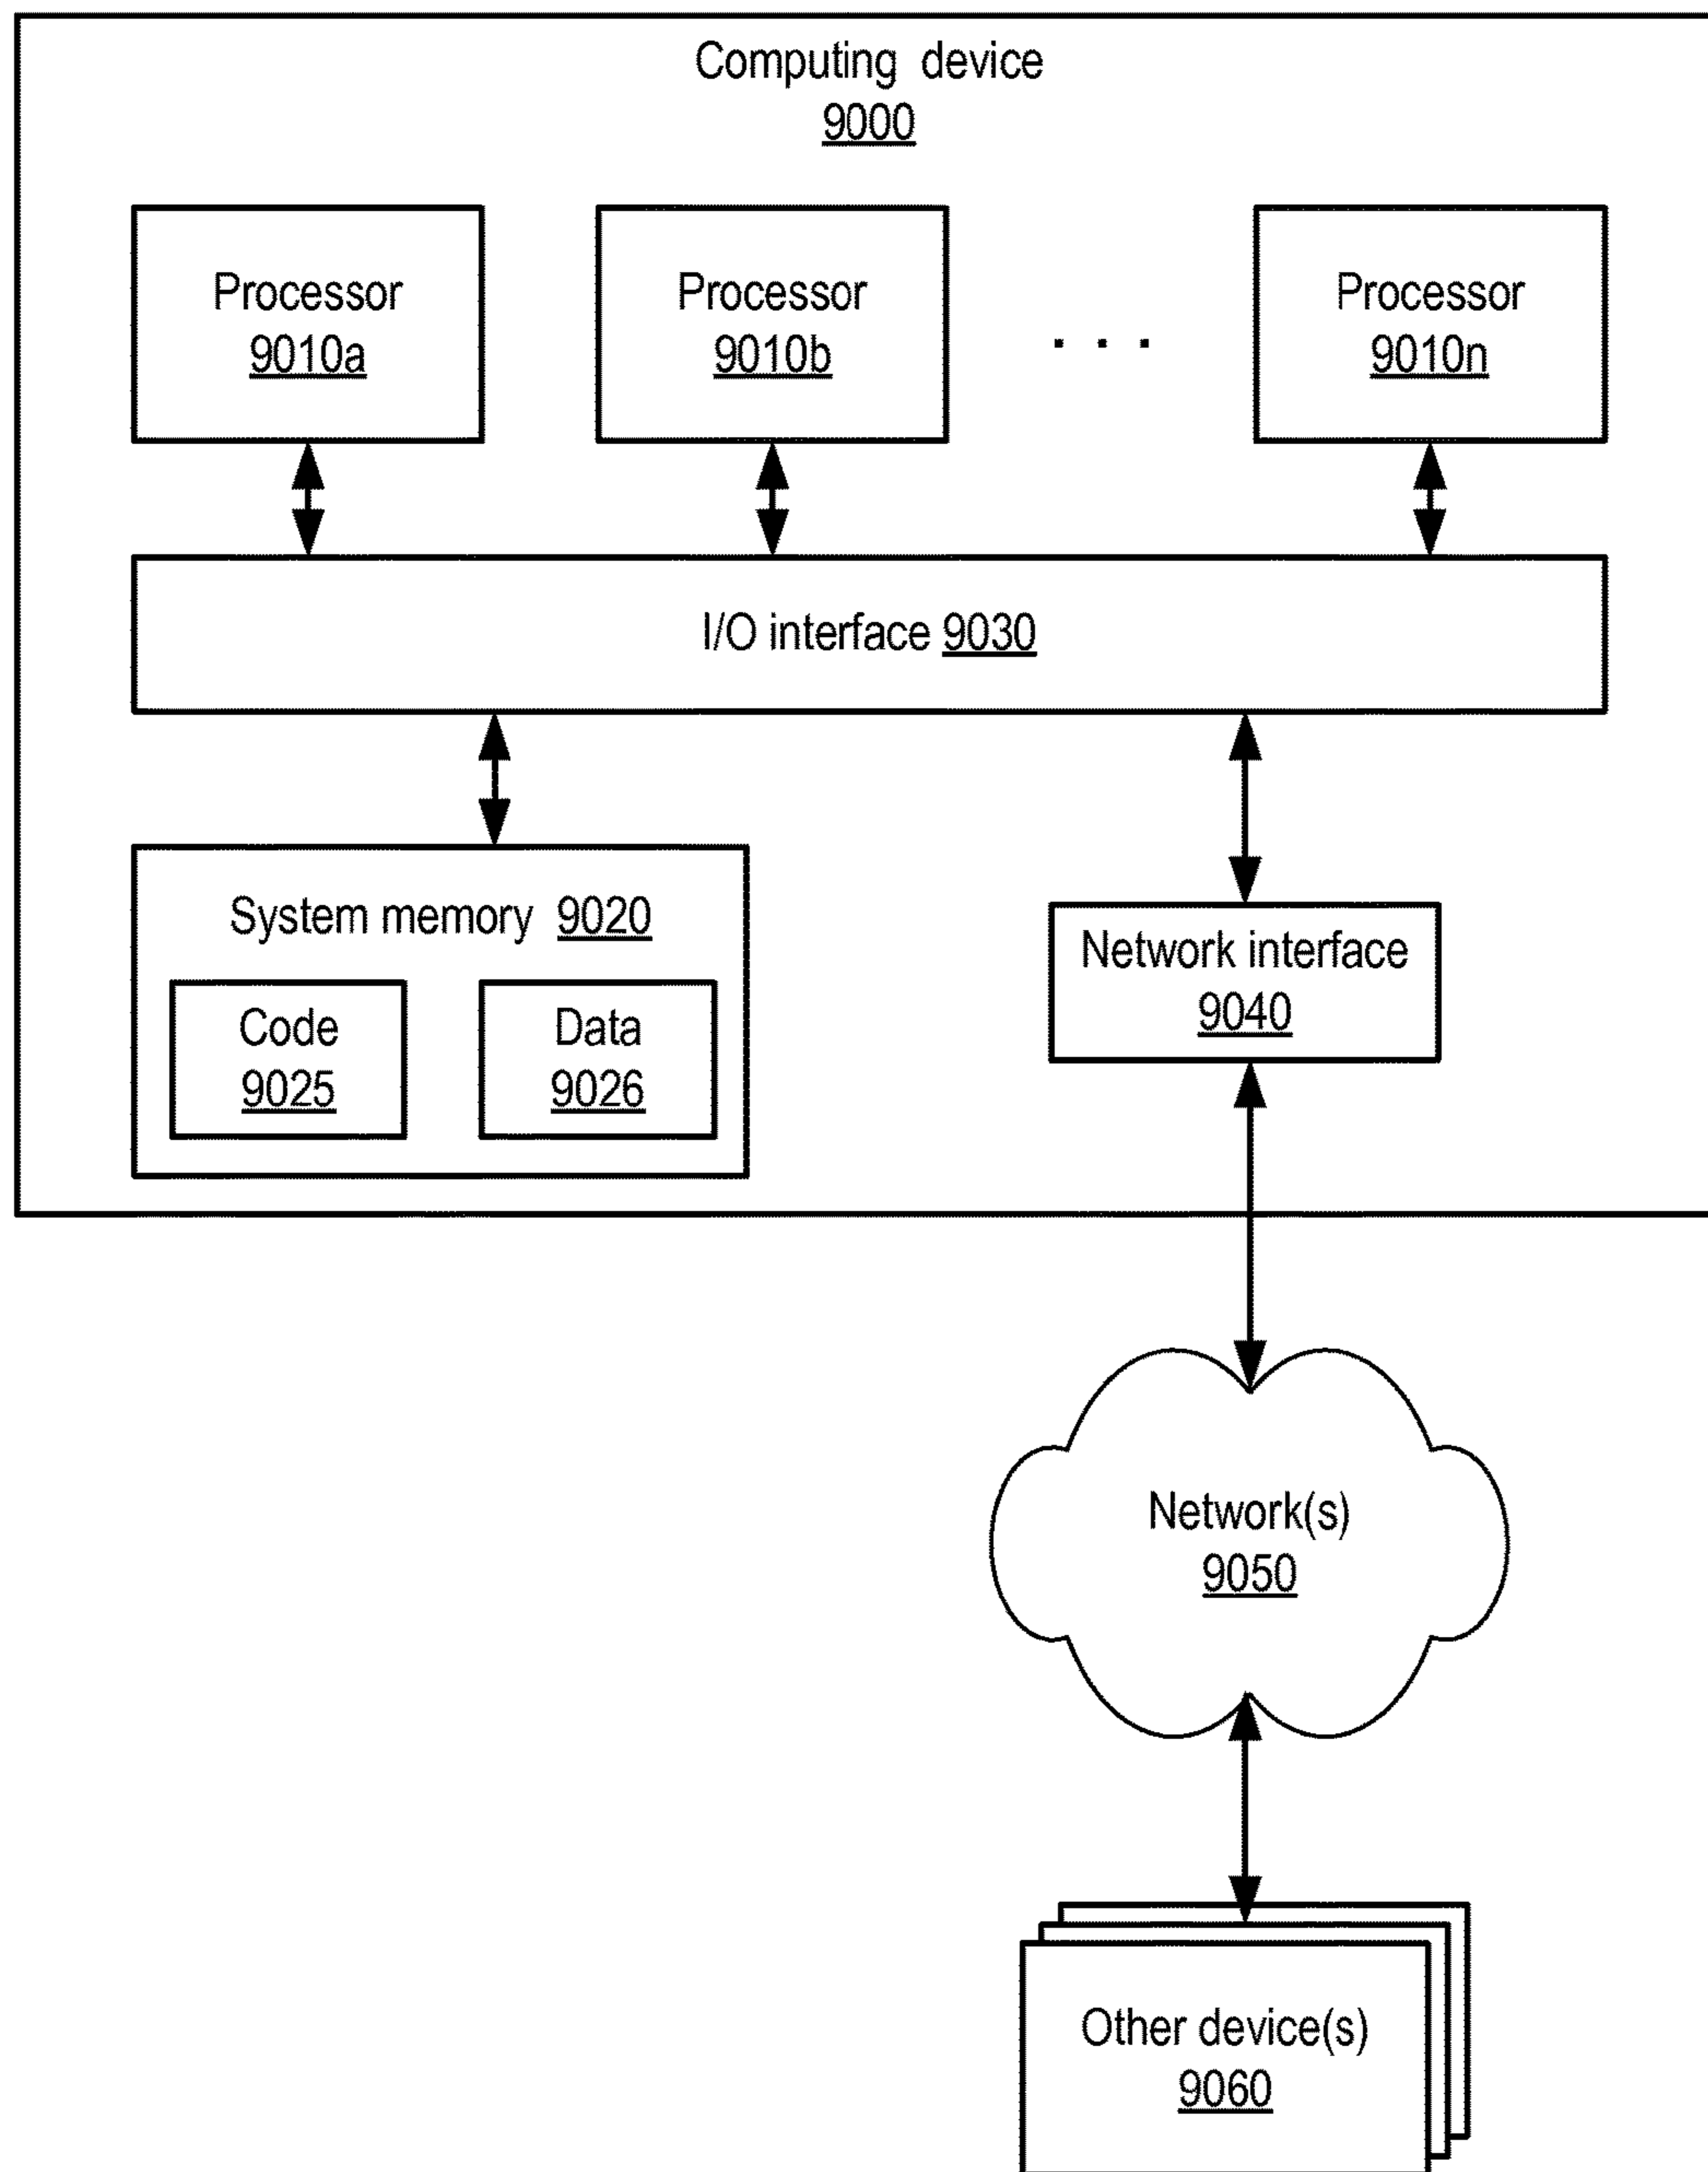 Computing device
9000
Processor
9010a
Processor
9010b
. . .
Processor
9010n
I/O interface 9030
System memory 9020
Code
9025
Data
9026
Network interface
9040
Network(s)
9050
Other device(s)
9060